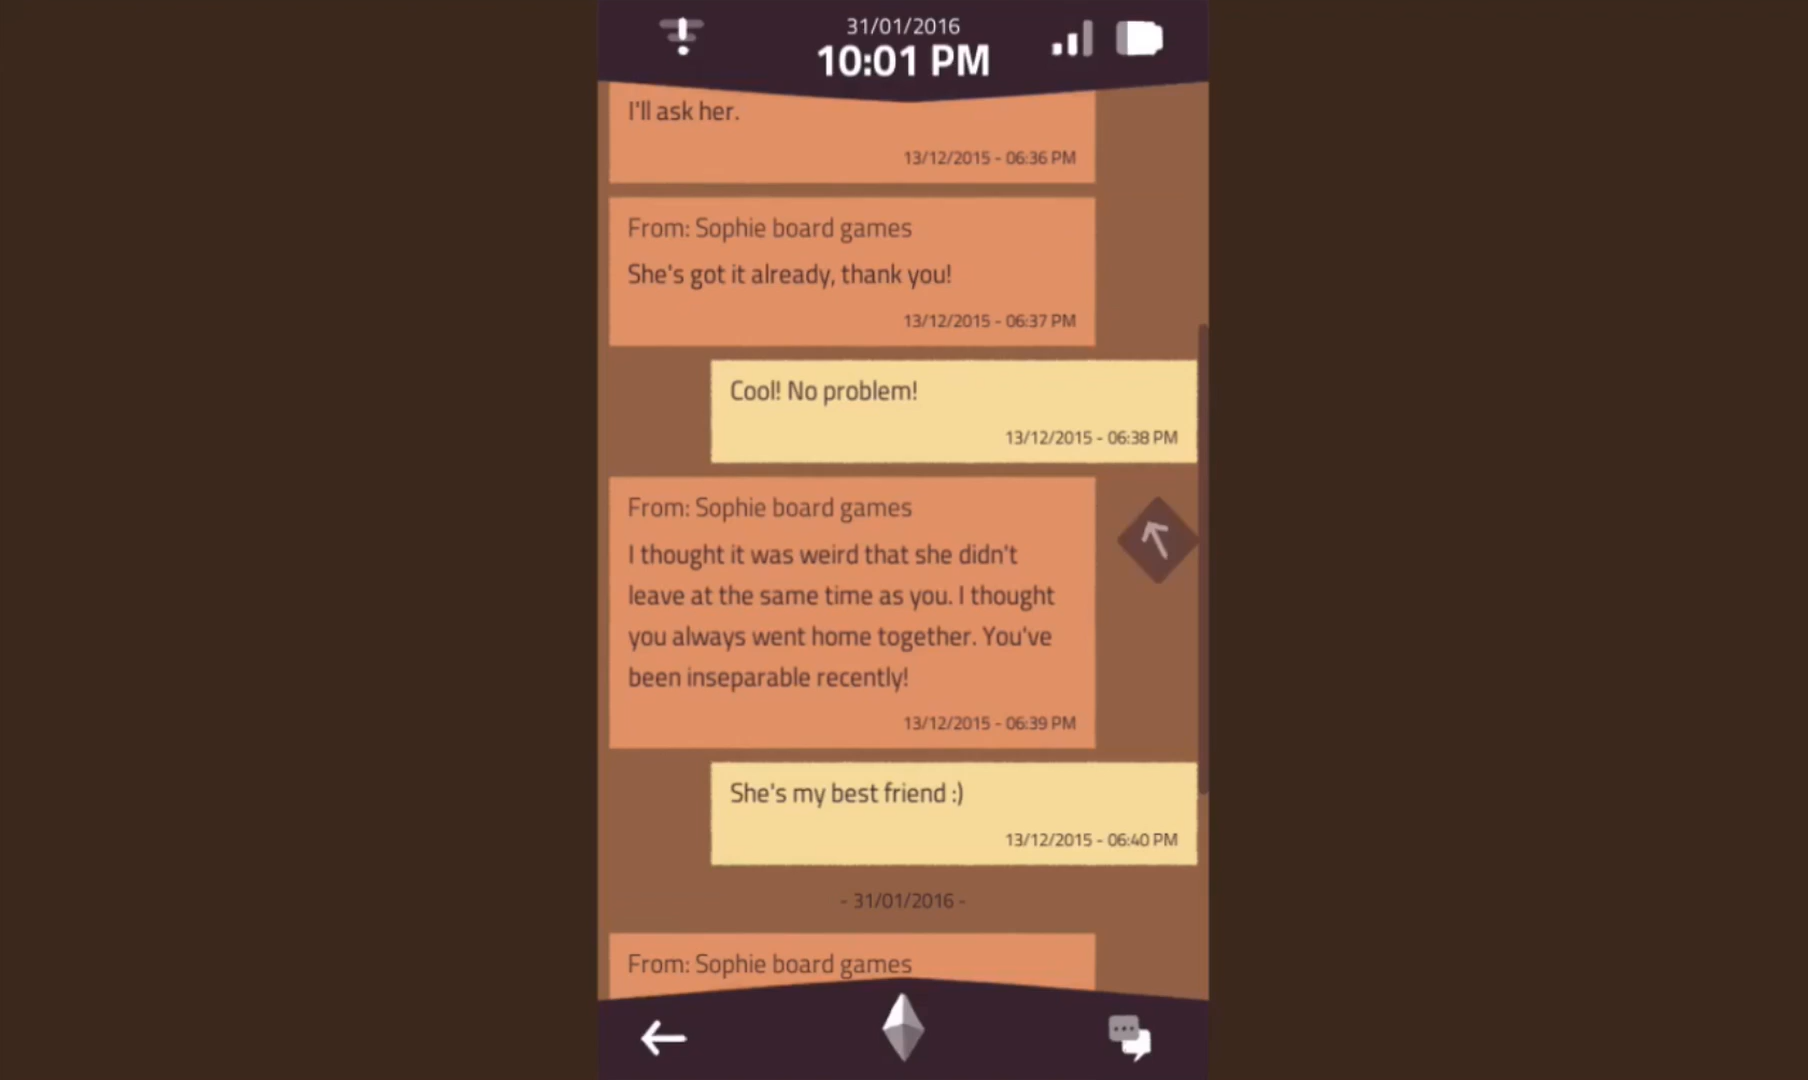 31/01/2016
10:01 PM
I'll ask her.
13/12/2015 - 06:36 PM
From: Sophie board games
She's got it already, thank you!
13/12/2015 - 06:37 PM
Cool! No problem!
13/12/2015 - 06:38 PM
From: Sophie board games
I thought it was weird that she didn't
leave at the same time as you. I thought
you always went home together. You've
been inseparable recently!
13/12/2015 - 06:39 PM
She's my best friend :)
13/12/2015 - 06:40 PM
- 31/01/2016 -
From: Sophie board games